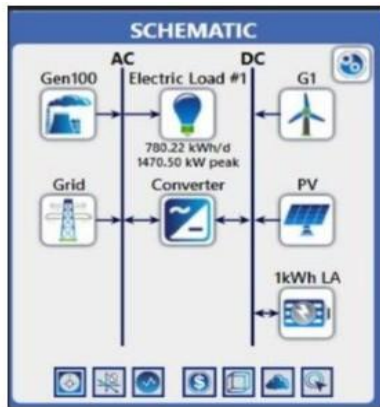 SCHEMATIC
AC DC
Gen100 Electric Load #1 G1
780.22 kWh/d
1470.50 kW peak
Grid Converter PV
1kWh LA